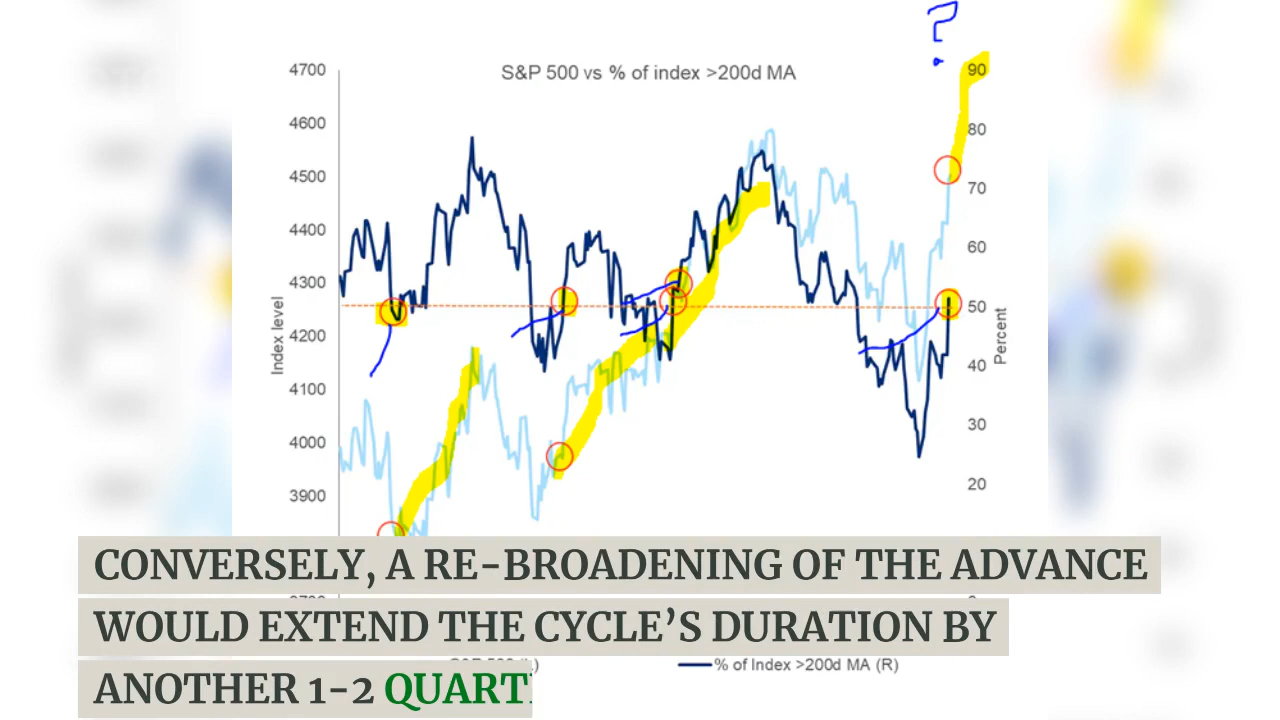 ?
S&P 500 vs % of index >200d MA
4700
4600
4500
4400
4300
4200
4100
4000
3900
Index level
90
80
70
60
50
40
30
20
Percent
CONVERSELY, A RE-BROADENING OF THE ADVANCE
WOULD EXTEND THE CYCLE’S DURATION BY
ANOTHER 1-2 QUART
% of Index >200d MA (R)